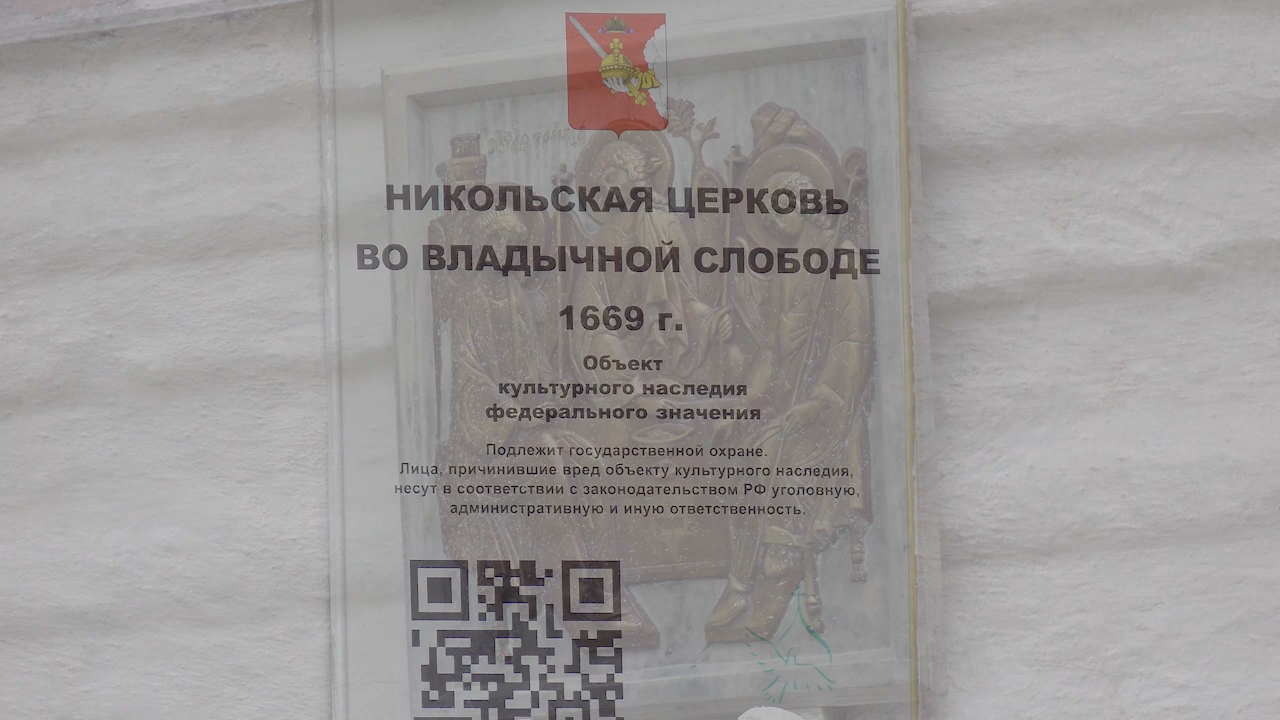 НИКОЛЬСКАЯ ЦЕРКОВЬ
ВО ВЛАДЫЧНОЙ СЛОБОДЕ
1669 г.
Объект
культурного наследия
федерального значения
Подлежит государственной охране.
Лица, причинившие вред объекту культурного наследия,
несут в соответствии с законодательством РФ уголовную,
административную и иную ответственность.